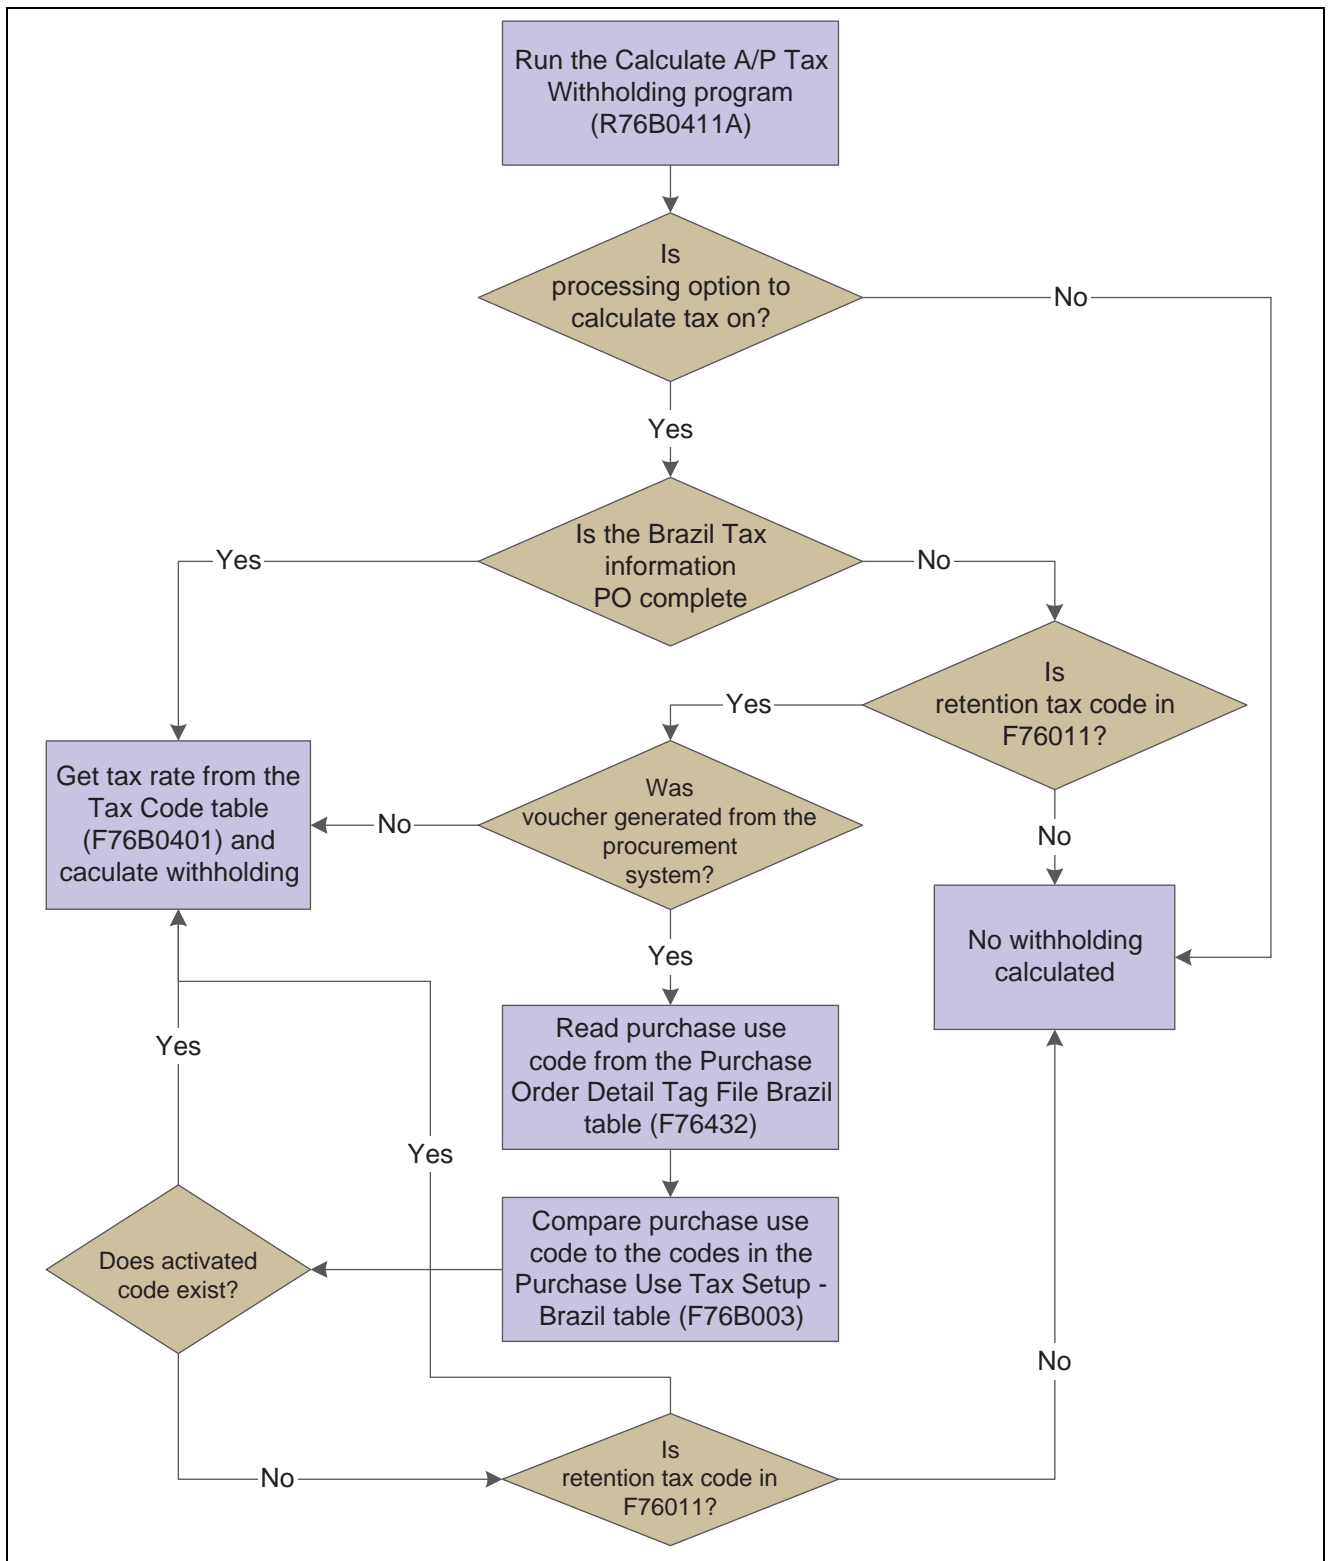 Run the Calculate A/P Tax
Withholding program
(R76B0411A)
Is
processing option to
calculate tax on?
No
Yes
Is the Brazil Tax
information
PO complete
Yes
No
Is
retention tax code in
F76011?
Yes
No
Was
voucher generated from the
procurement
system?
No
Yes
Get tax rate from the
Tax Code table
(F76B0401) and
caculate withholding
No withholding
calculated
Read purchase use
code from the Purchase
Order Detail Tag File Brazil
table (F76432)
Compare purchase use
code to the codes in the
Purchase Use Tax Setup -
Brazil table (F76B003)
Does activated
code exist?
Yes
No
Is
retention tax code in
F76011?
Yes
No